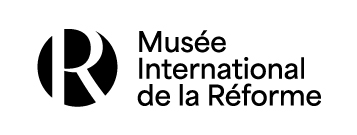 R
Musée
International
de la Réforme